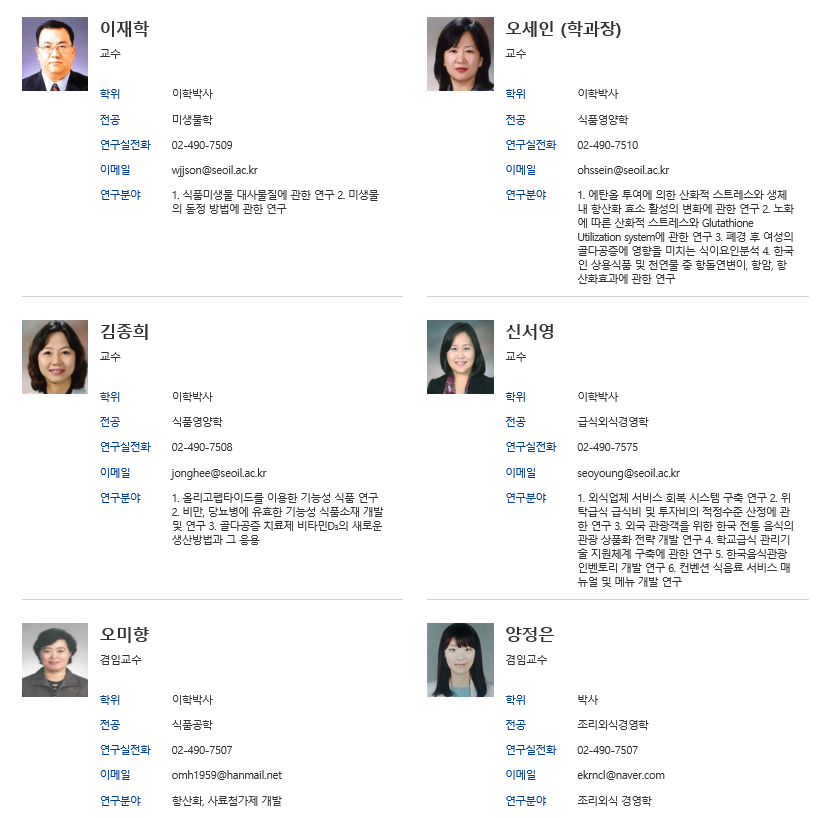 이재학
교수
학위 이학박사
전공 미생물학
연구실전화 02-490-7509
이메일 wjjson@seoil.ac.kr
연구분야 1. 식품미생물 대사물질에 관한 연구 2. 미생물
의 동정 방법에 관한 연구
오세인 (학과장)
교수
학위 이학박사
전공 식품영양학
연구실전화 02-490-7510
이메일 ohssein@seoil.ac.kr
연구분야 1. 에탄올 투여에 의한 산화적 스트레스와 생체
내 항산화 효소 활성의 변화에 관한 연구 2. 노화
에 따른 산화적 스트레스와 Glutathione
Utilization system에 관한 연구 3. 폐경 후 여성의
골다공증에 영향을 미치는 식이요인분석 4. 한국
인 상용식품 및 천연물 중 항돌연변이, 항암, 항
산화효과에 관한 연구
김종희
교수
학위 이학박사
전공 식품영양학
연구실전화 02-490-7508
이메일 jonghee@seoil.ac.kr
연구분야 1. 올리고펩타이드를 이용한 기능성 식품 연구
2. 비만, 당뇨병에 유효한 기능성 식품소재 개발
및 연구 3. 골다공증 치료제 비타민D₃의 새로운
생산방법과 그 응용
신서영
교수
학위 이학박사
전공 급식외식경영학
연구실전화 02-490-7575
이메일 seoyoung@seoil.ac.kr
연구분야 1. 외식업체 서비스 회복 시스템 구축 연구 2. 위
탁급식 급식비 및 투자비의 적정수준 산정에 관
한 연구 3. 외국 관광객을 위한 한국 전통 음식의
관광 상품화 전략 개발 연구 4. 학교급식 관리기
술 지원체계 구축에 관한 연구 5. 한국음식관광
인벤토리 개발 연구 6. 컨벤션 식음료 서비스 매
뉴얼 및 메뉴 개발 연구
오미향
겸임교수
학위 이학박사
전공 식품공학
연구실전화 02-490-7507
이메일 omh1959@hanmail.net
연구분야 항산화, 사료첨가제 개발
양정은
겸임교수
학위 박사
전공 조리외식경영학
연구실전화 02-490-7507
이메일 ekrncl@naver.com
연구분야 조리외식 경영학